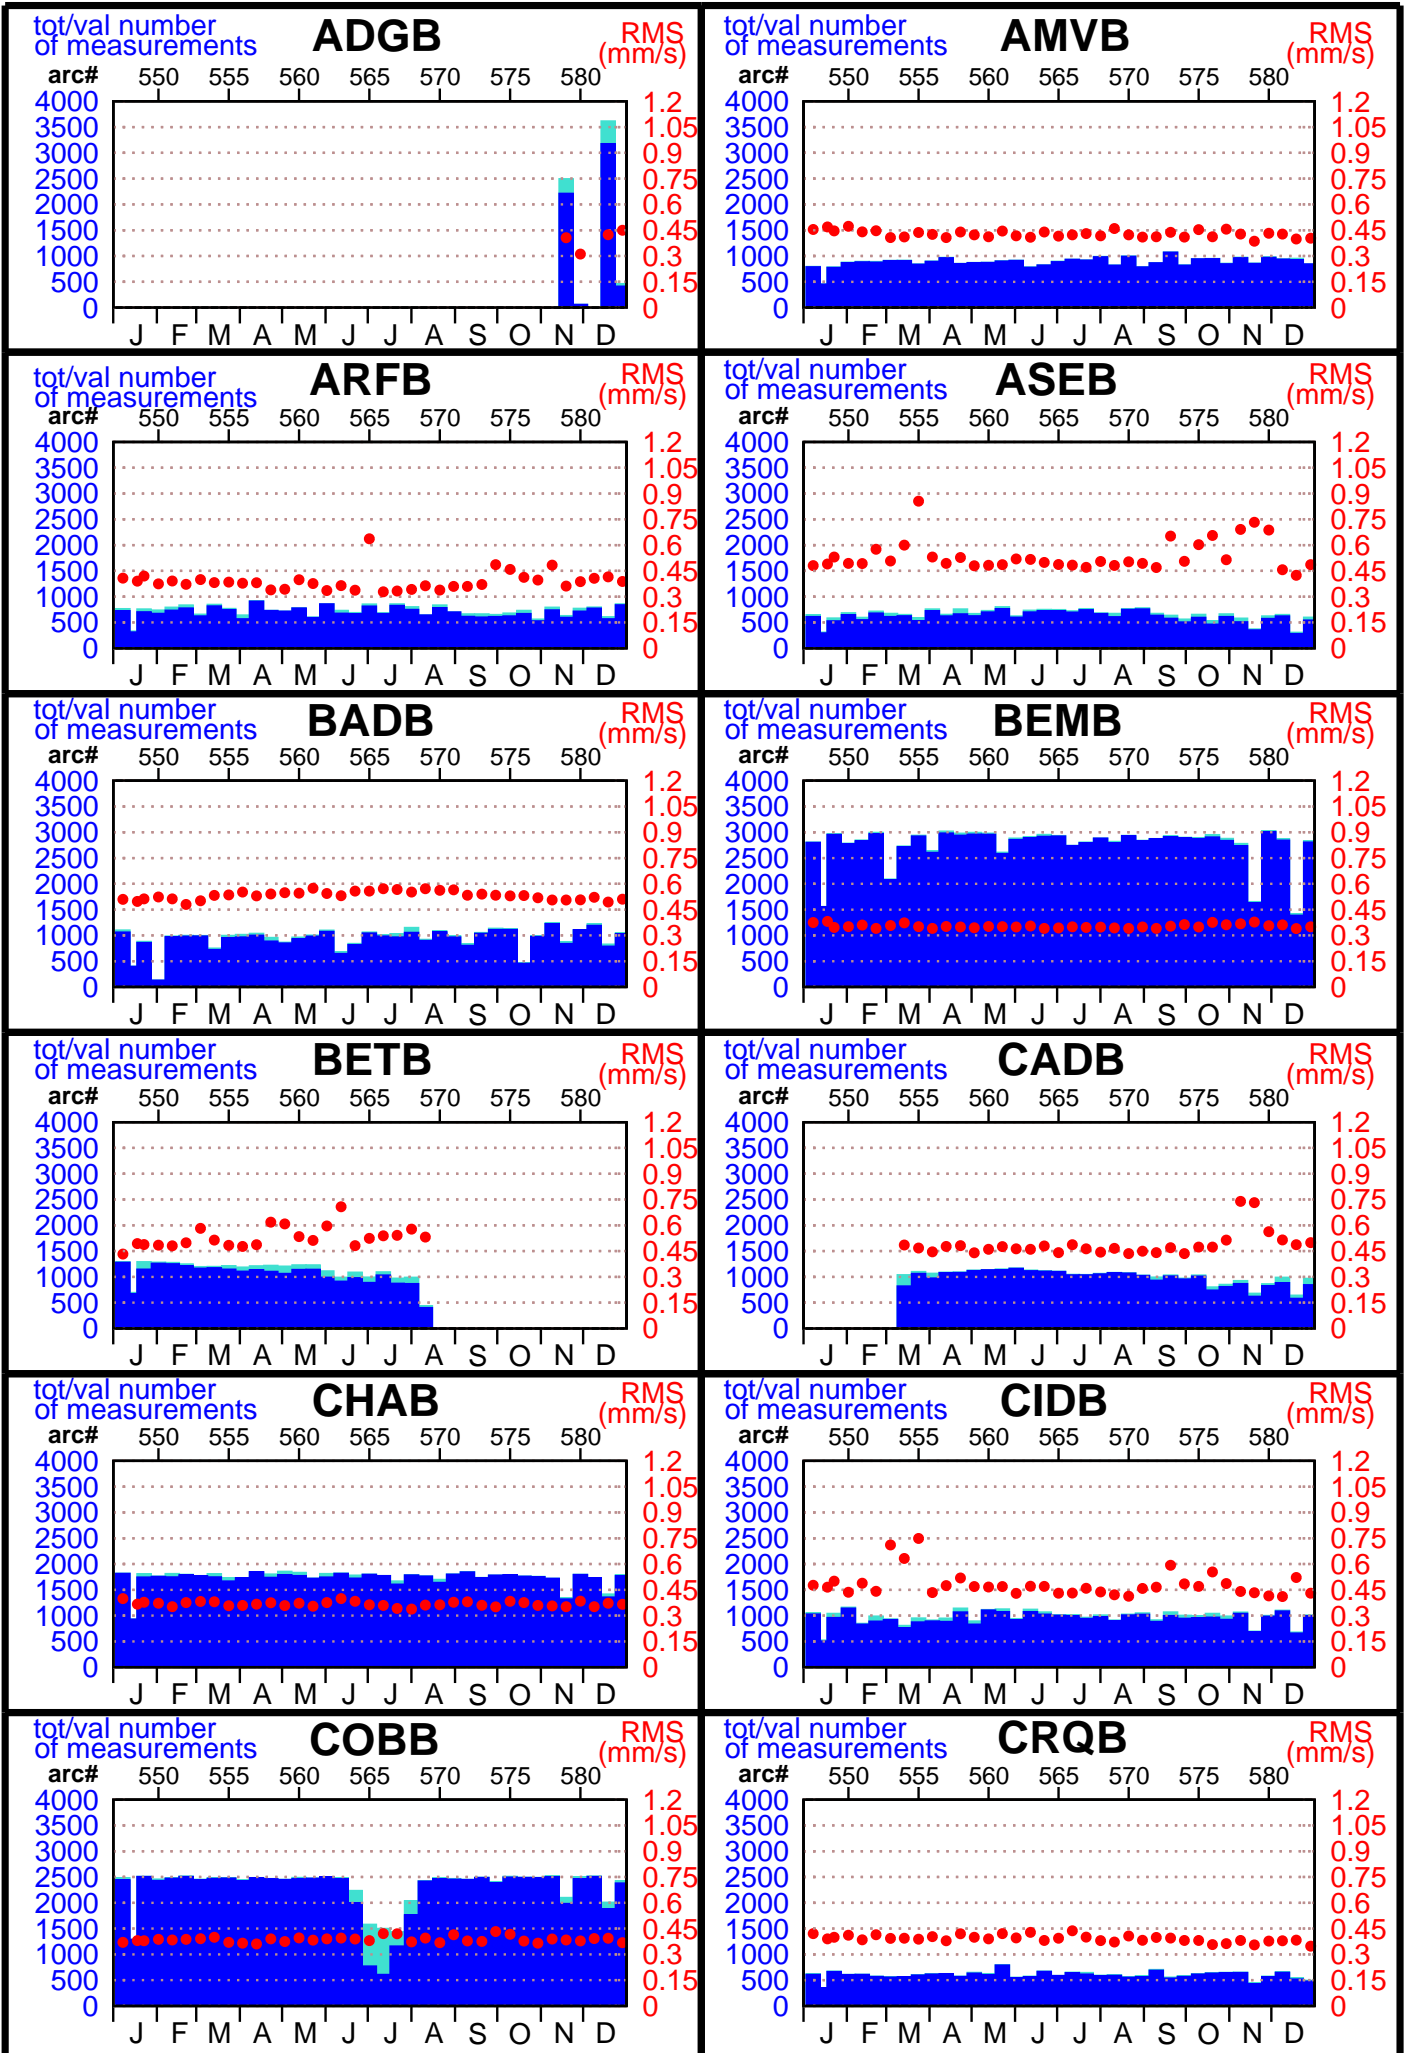 tot/val number
of measurements
ADGB
RMS
(mm/s)
arc# 550 555 560 565 570 575 580
4000 1.2
3500 1.05
3000 0.9
2500 0.75
2000 0.6
1500 0.45
1000 0.3
500 0.15
0 0
J F M A M J J A S O N D
tot/val number
of measurements
AMVB
RMS
(mm/s)
arc# 550 555 560 565 570 575 580
4000 1.2
3500 1.05
3000 0.9
2500 0.75
2000 0.6
1500 0.45
1000 0.3
500 0.15
0 0
J F M A M J J A S O N D
tot/val number
of measurements
ARFB
RMS
(mm/s)
arc# 550 555 560 565 570 575 580
4000 1.2
3500 1.05
3000 0.9
2500 0.75
2000 0.6
1500 0.45
1000 0.3
500 0.15
0 0
J F M A M J J A S O N D
tot/val number
of measurements
ASEB
RMS
(mm/s)
arc# 550 555 560 565 570 575 580
4000 1.2
3500 1.05
3000 0.9
2500 0.75
2000 0.6
1500 0.45
1000 0.3
500 0.15
0 0
J F M A M J J A S O N D
tot/val number
of measurements
BADB
RMS
(mm/s)
arc# 550 555 560 565 570 575 580
4000 1.2
3500 1.05
3000 0.9
2500 0.75
2000 0.6
1500 0.45
1000 0.3
500 0.15
0 0
J F M A M J J A S O N D
tot/val number
of measurements
BEMB
RMS
(mm/s)
arc# 550 555 560 565 570 575 580
4000 1.2
3500 1.05
3000 0.9
2500 0.75
2000 0.6
1500 0.45
1000 0.3
500 0.15
0 0
J F M A M J J A S O N D
tot/val number
of measurements
BETB
RMS
(mm/s)
arc# 550 555 560 565 570 575 580
4000 1.2
3500 1.05
3000 0.9
2500 0.75
2000 0.6
1500 0.45
1000 0.3
500 0.15
0 0
J F M A M J J A S O N D
tot/val number
of measurements
CADB
RMS
(mm/s)
arc# 550 555 560 565 570 575 580
4000 1.2
3500 1.05
3000 0.9
2500 0.75
2000 0.6
1500 0.45
1000 0.3
500 0.15
0 0
J F M A M J J A S O N D
tot/val number
of measurements
CHAB
RMS
(mm/s)
arc# 550 555 560 565 570 575 580
4000 1.2
3500 1.05
3000 0.9
2500 0.75
2000 0.6
1500 0.45
1000 0.3
500 0.15
0 0
J F M A M J J A S O N D
tot/val number
of measurements
CIDB
RMS
(mm/s)
arc# 550 555 560 565 570 575 580
4000 1.2
3500 1.05
3000 0.9
2500 0.75
2000 0.6
1500 0.45
1000 0.3
500 0.15
0 0
J F M A M J J A S O N D
tot/val number
of measurements
COBB
RMS
(mm/s)
arc# 550 555 560 565 570 575 580
4000 1.2
3500 1.05
3000 0.9
2500 0.75
2000 0.6
1500 0.45
1000 0.3
500 0.15
0 0
J F M A M J J A S O N D
tot/val number
of measurements
CRQB
RMS
(mm/s)
arc# 550 555 560 565 570 575 580
4000 1.2
3500 1.05
3000 0.9
2500 0.75
2000 0.6
1500 0.45
1000 0.3
500 0.15
0 0
J F M A M J J A S O N D